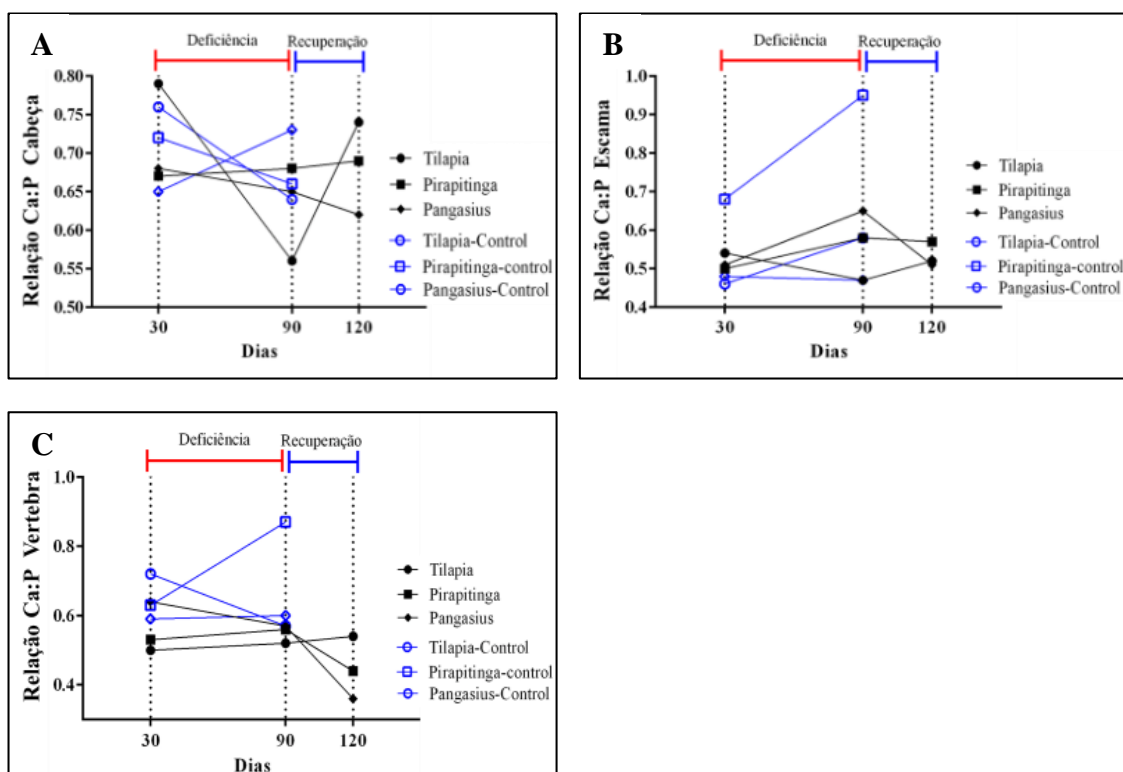 A
Deficiência Recuperação
Relação Ca:P Cabeça
0.80
0.75
0.70
0.65
0.60
0.55
0.50
30 90 120
Dias
Tilapia
Pirapitinga
Pangasius
Tilapia-Control
Pirapitinga-control
Pangasius-Control
B
Deficiência Recuperação
Relação Ca:P Escama
1.0
0.9
0.8
0.7
0.6
0.5
0.4
30 90 120
Dias
Tilapia
Pirapitinga
Pangasius
Tilapia-Control
Pirapitinga-control
Pangasius-Control
C
Deficiência Recuperação
Relação Ca:P Vertebra
1.0
0.8
0.6
0.4
30 90 120
Dias
Tilapia
Pirapitinga
Pangasius
Tilapia-Control
Pirapitinga-control
Pangasius-Control